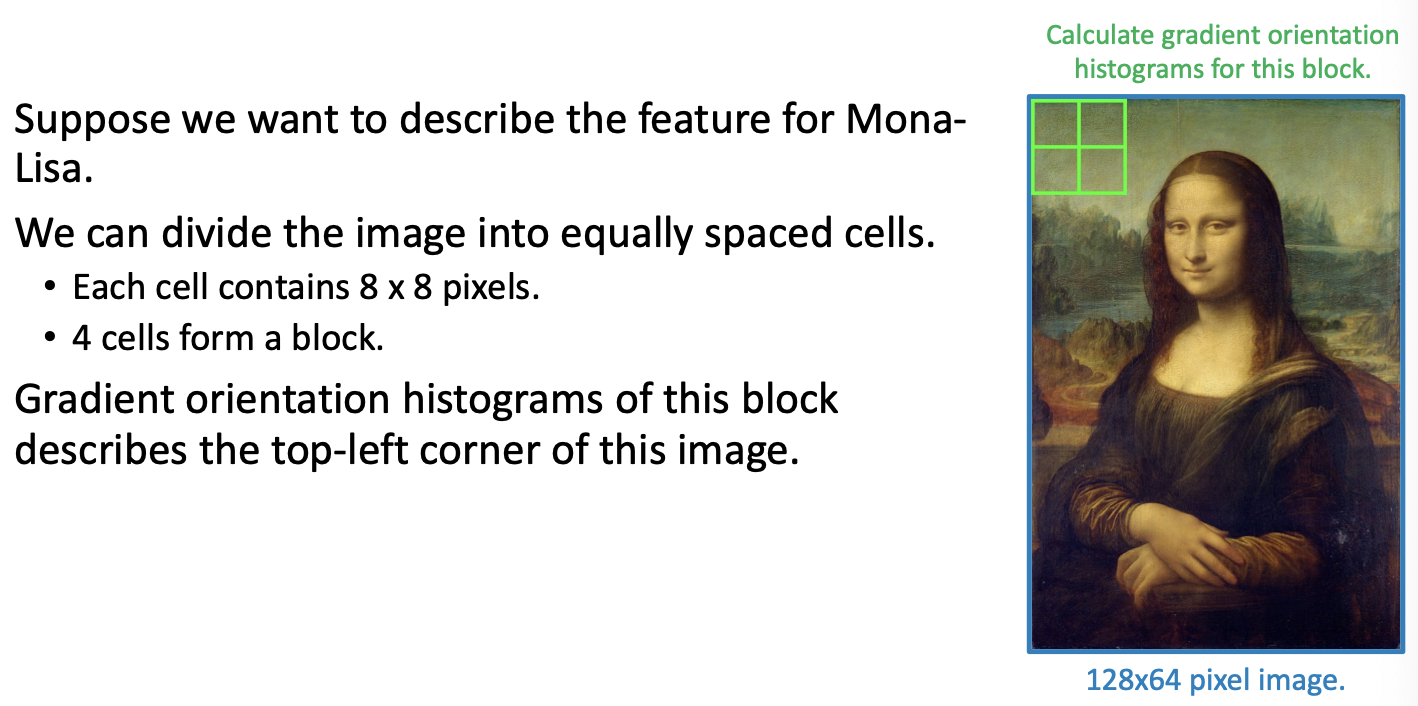 Calculate gradient orientation
histograms for this block.
Suppose we want to describe the feature for Mona-
Lisa.
We can divide the image into equally spaced cells.
• Each cell contains 8 x 8 pixels.
• 4 cells form a block.
Gradient orientation histograms of this block
describes the top-left corner of this image.
128x64 pixel image.